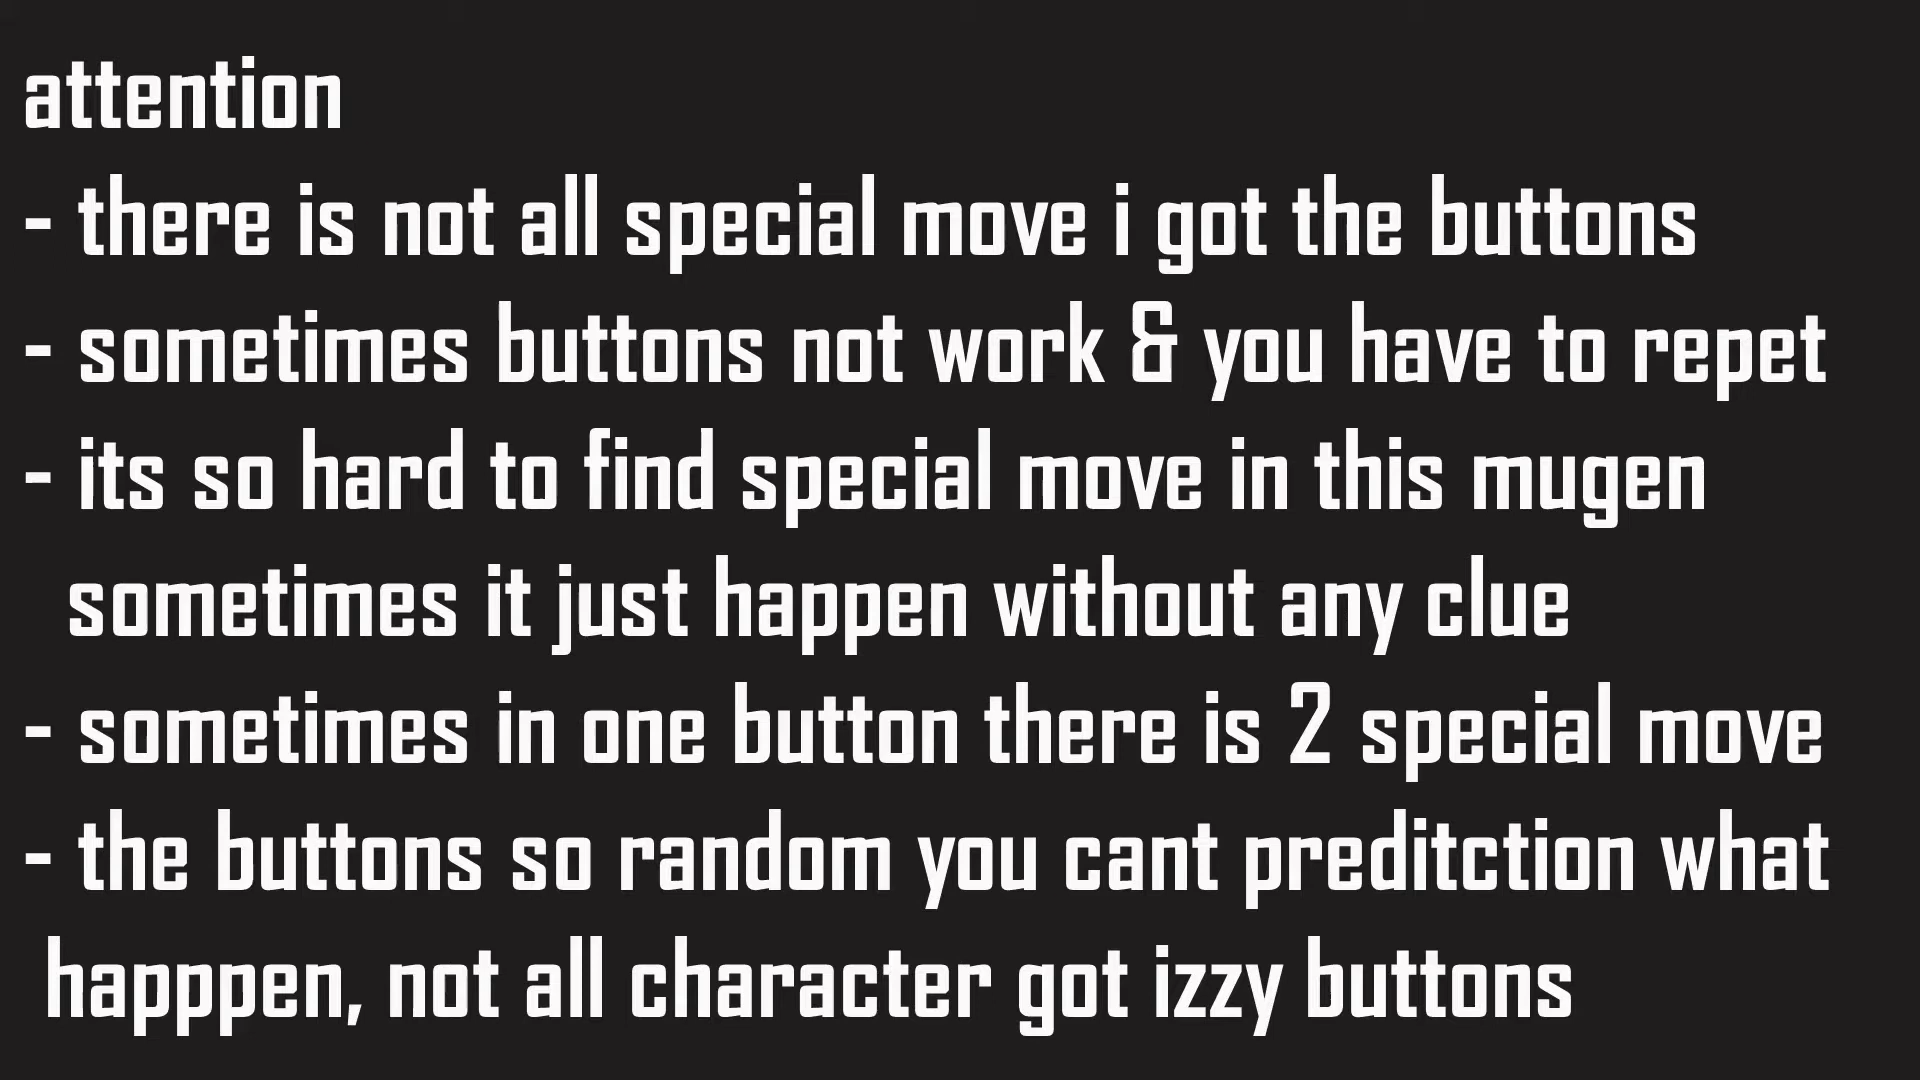 attention
- there is not all special move i got the buttons
- sometimes buttons not work & you have to repet
- its so hard to find special move in this mugen
sometimes it just happen without any clue
- sometimes in one button there is 2 special move
- the buttons so random you cant preditction what
happpen, not all character got izzy buttons